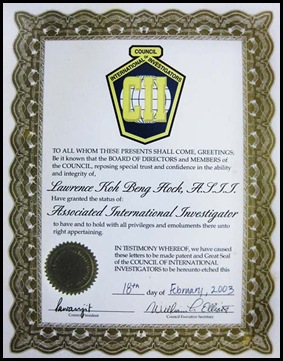 COUNCIL
OF
INTERNATIONAL INVESTIGATORS
CII
TO ALL WHOM THESE PRESENTS SHALL COME, GREETINGS;
Be it known that the BOARD OF DIRECTORS and MEMBERS of
the COUNCIL, reposing special trust and confidence in the ability
and integrity of,
Lawrence Koh Beng Hock, A.S.I.I.
Have granted the status of:
Associated International Investigator
to have and to hold with all privileges and emoluments there unto
right appertaining.
IN TESTIMONY WHEREOF, we have caused
these letters to be made patent and Great Seal
of the COUNCIL OF INTERNATIONAL
INVESTIGATORS to be hereunto etched this
18th day of February, 2003
Council President
Council Executive Secretary